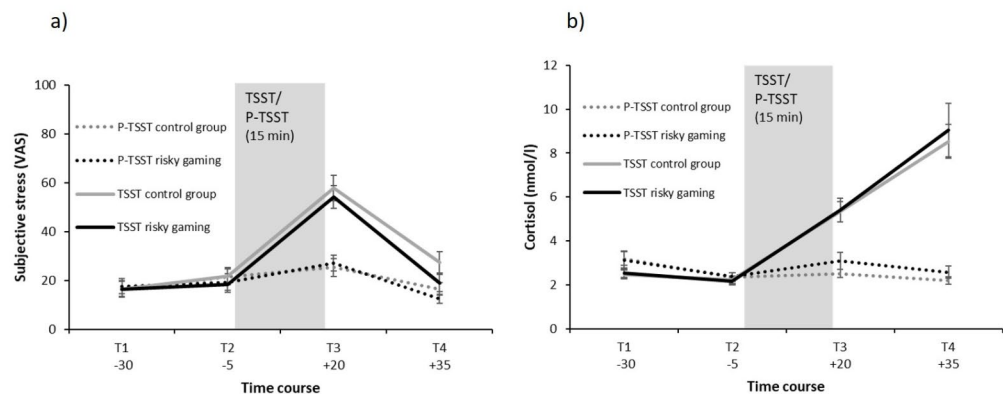 a)
100
80
60
40
20
0
Subjective stress (VAS)
TSST/
P-TSST
(15 min)
P-TSST control group
P-TSST risky gaming
TSST control group
TSST risky gaming
T1 T2 T3 T4
-30 -5 +20 +35
Time course
b)
12
10
8
6
4
2
0
Cortisol (nmol/l)
TSST/
P-TSST
(15 min)
P-TSST control group
P-TSST risky gaming
TSST control group
TSST risky gaming
T1 T2 T3 T4
-30 -5 +20 +35
Time course